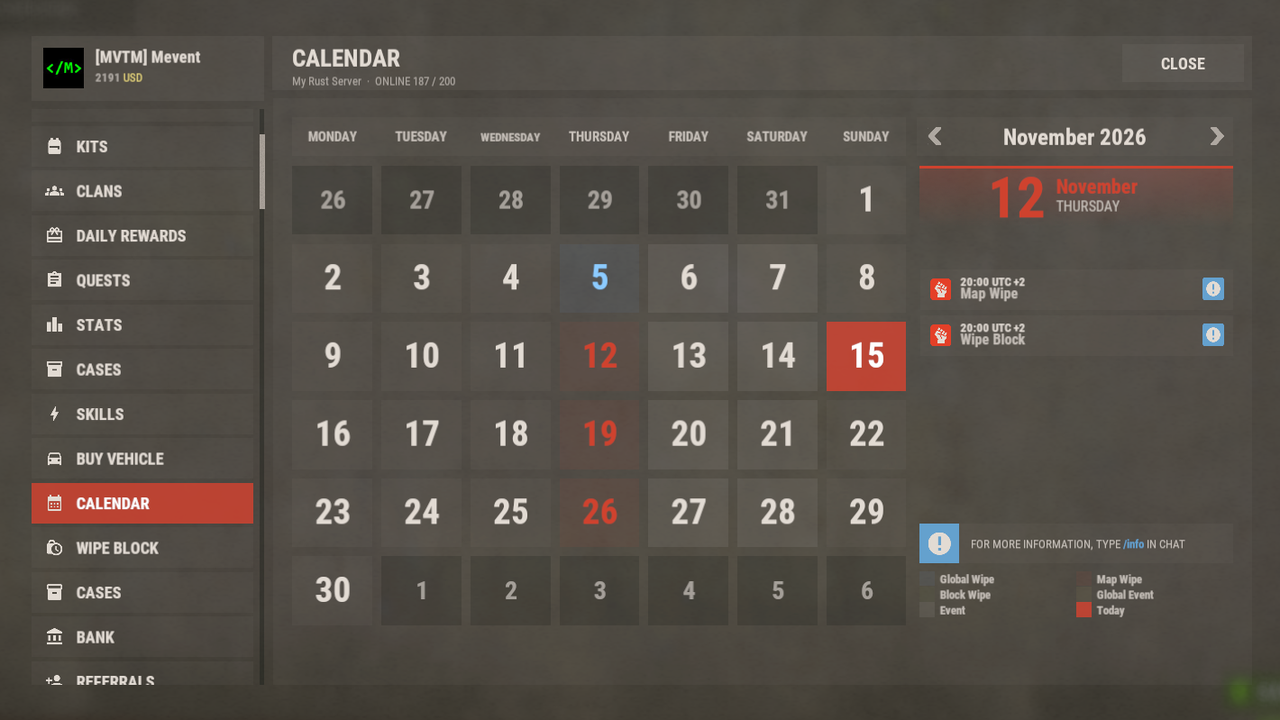 </M>
[MVTM] Mevent
2191 USD
KITS
CLANS
DAILY REWARDS
QUESTS
STATS
CASES
SKILLS
BUY VEHICLE
CALENDAR
WIPE BLOCK
CASES
BANK
REFERRALS
CALENDAR
My Rust Server · ONLINE 187 / 200
CLOSE
MONDAY TUESDAY WEDNESDAY THURSDAY FRIDAY SATURDAY SUNDAY
26 27 28 29 30 31 1
2 3 4 5 6 7 8
9 10 11 12 13 14 15
16 17 18 19 20 21 22
23 24 25 26 27 28 29
30 1 2 3 4 5 6
November 2026
12 November
THURSDAY
20:00 UTC +2
Map Wipe
20:00 UTC +2
Wipe Block
FOR MORE INFORMATION, TYPE /info IN CHAT
Global Wipe Map Wipe
Block Wipe Global Event
Event Today